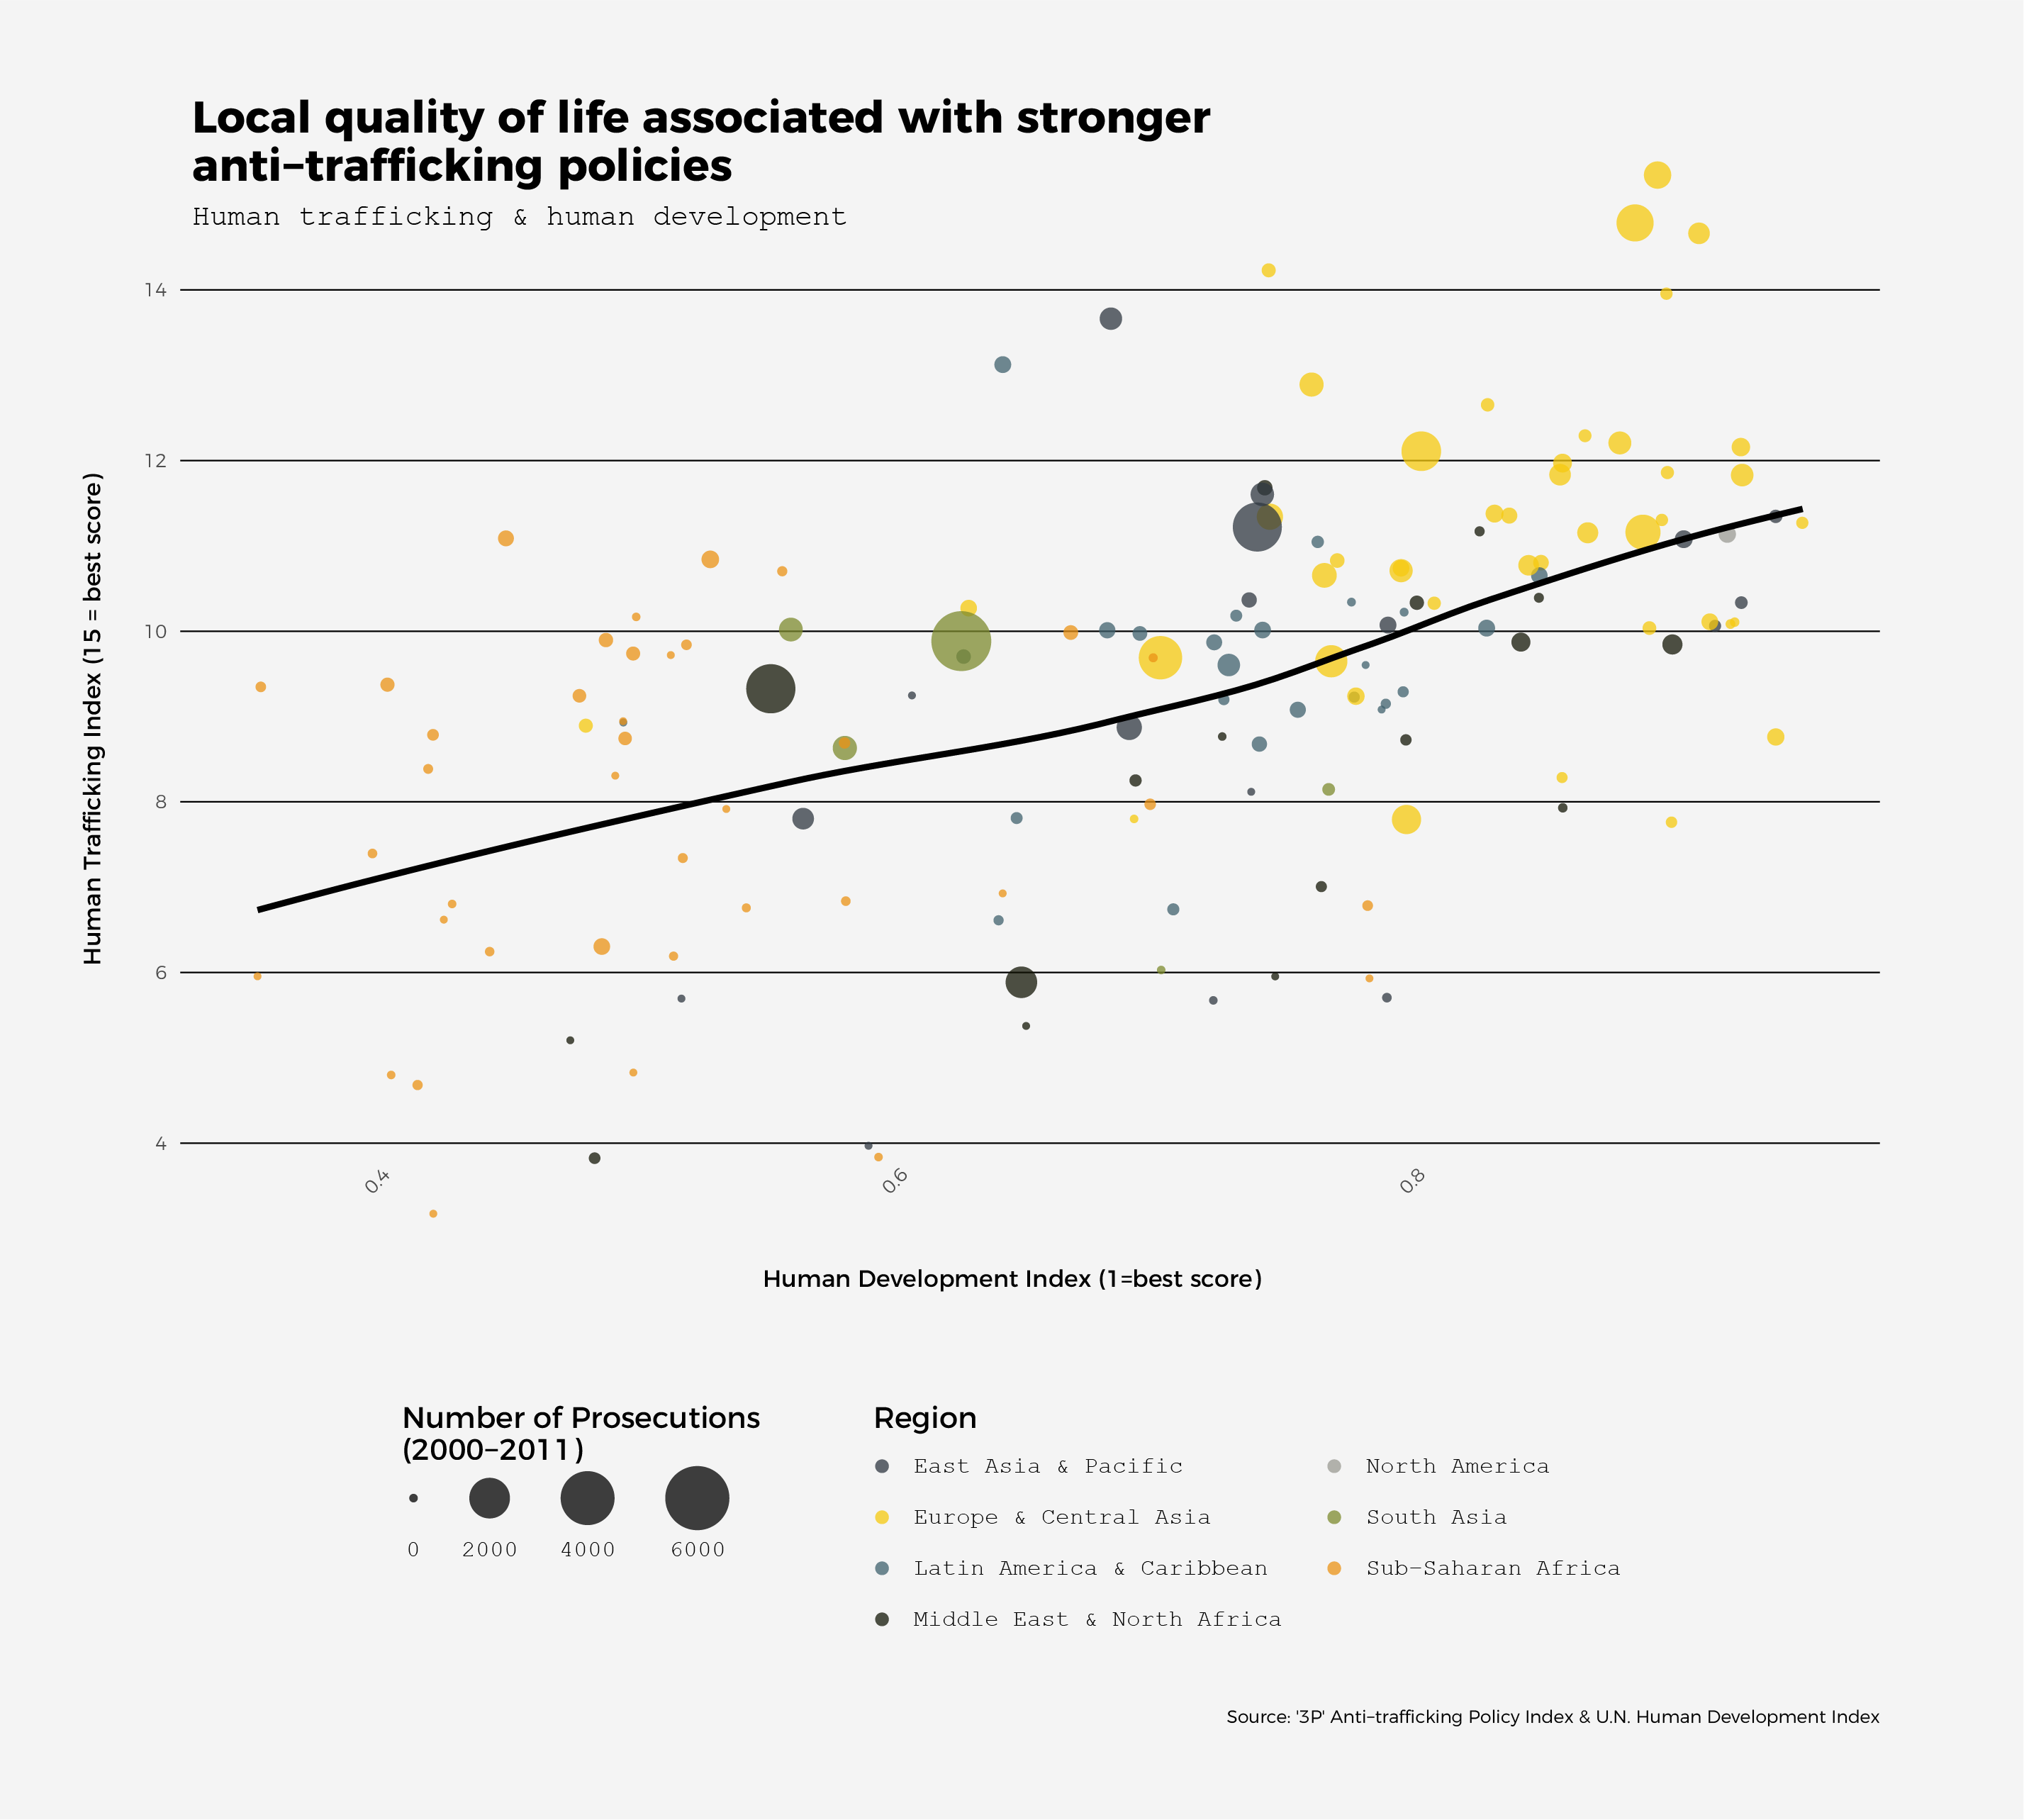 Local quality of life associated with stronger
anti−trafficking policies
Human trafficking & human development
Human Trafficking Index (15 = best score)
14
12
10
8
6
4
0.4
0.6
0.8
Human Development Index (1=best score)
Number of Prosecutions
(2000−2011)
0
2000
4000
6000
Region
East Asia & Pacific
Europe & Central Asia
Latin America & Caribbean
Middle East & North Africa
North America
South Asia
Sub−Saharan Africa
Source: '3P' Anti−trafficking Policy Index & U.N. Human Development Index